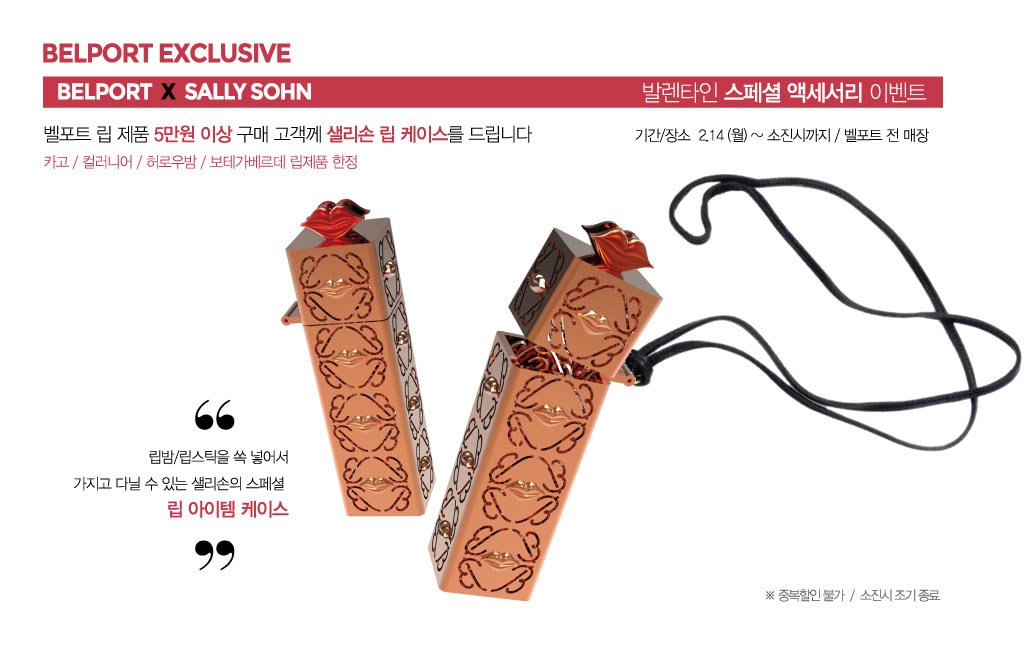 BELPORT EXCLUSIVE
BELPORT X SALLY SOHN
발렌타인 스페셜 액세서리 이벤트
벨포트 립 제품 5만원 이상 구매 고객께 샐리손 립 케이스를 드립니다
기간/장소 2.14 (월) ~ 소진시까지 / 벨포트 전 매장
카고 / 컬러니어 / 허로우밤 / 보테가베르데 립제품 한정
“
립밤/립스틱을 쏙 넣어서
가지고 다닐 수 있는 샐리손의 스페셜
립 아이템 케이스
”
※ 중복할인 불가 / 소진시 조기 종료